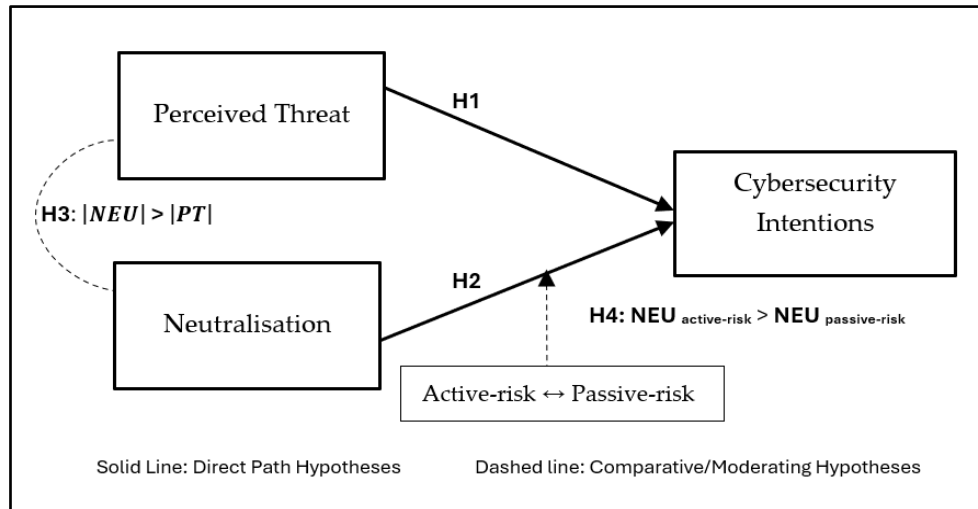 Perceived Threat
H1
Cybersecurity
Intentions
H3: |NEU| > |PT|
Neutralisation
H2
H4: NEU active-risk > NEU passive-risk
Active-risk ↔ Passive-risk
Solid Line: Direct Path Hypotheses
Dashed line: Comparative/Moderating Hypotheses